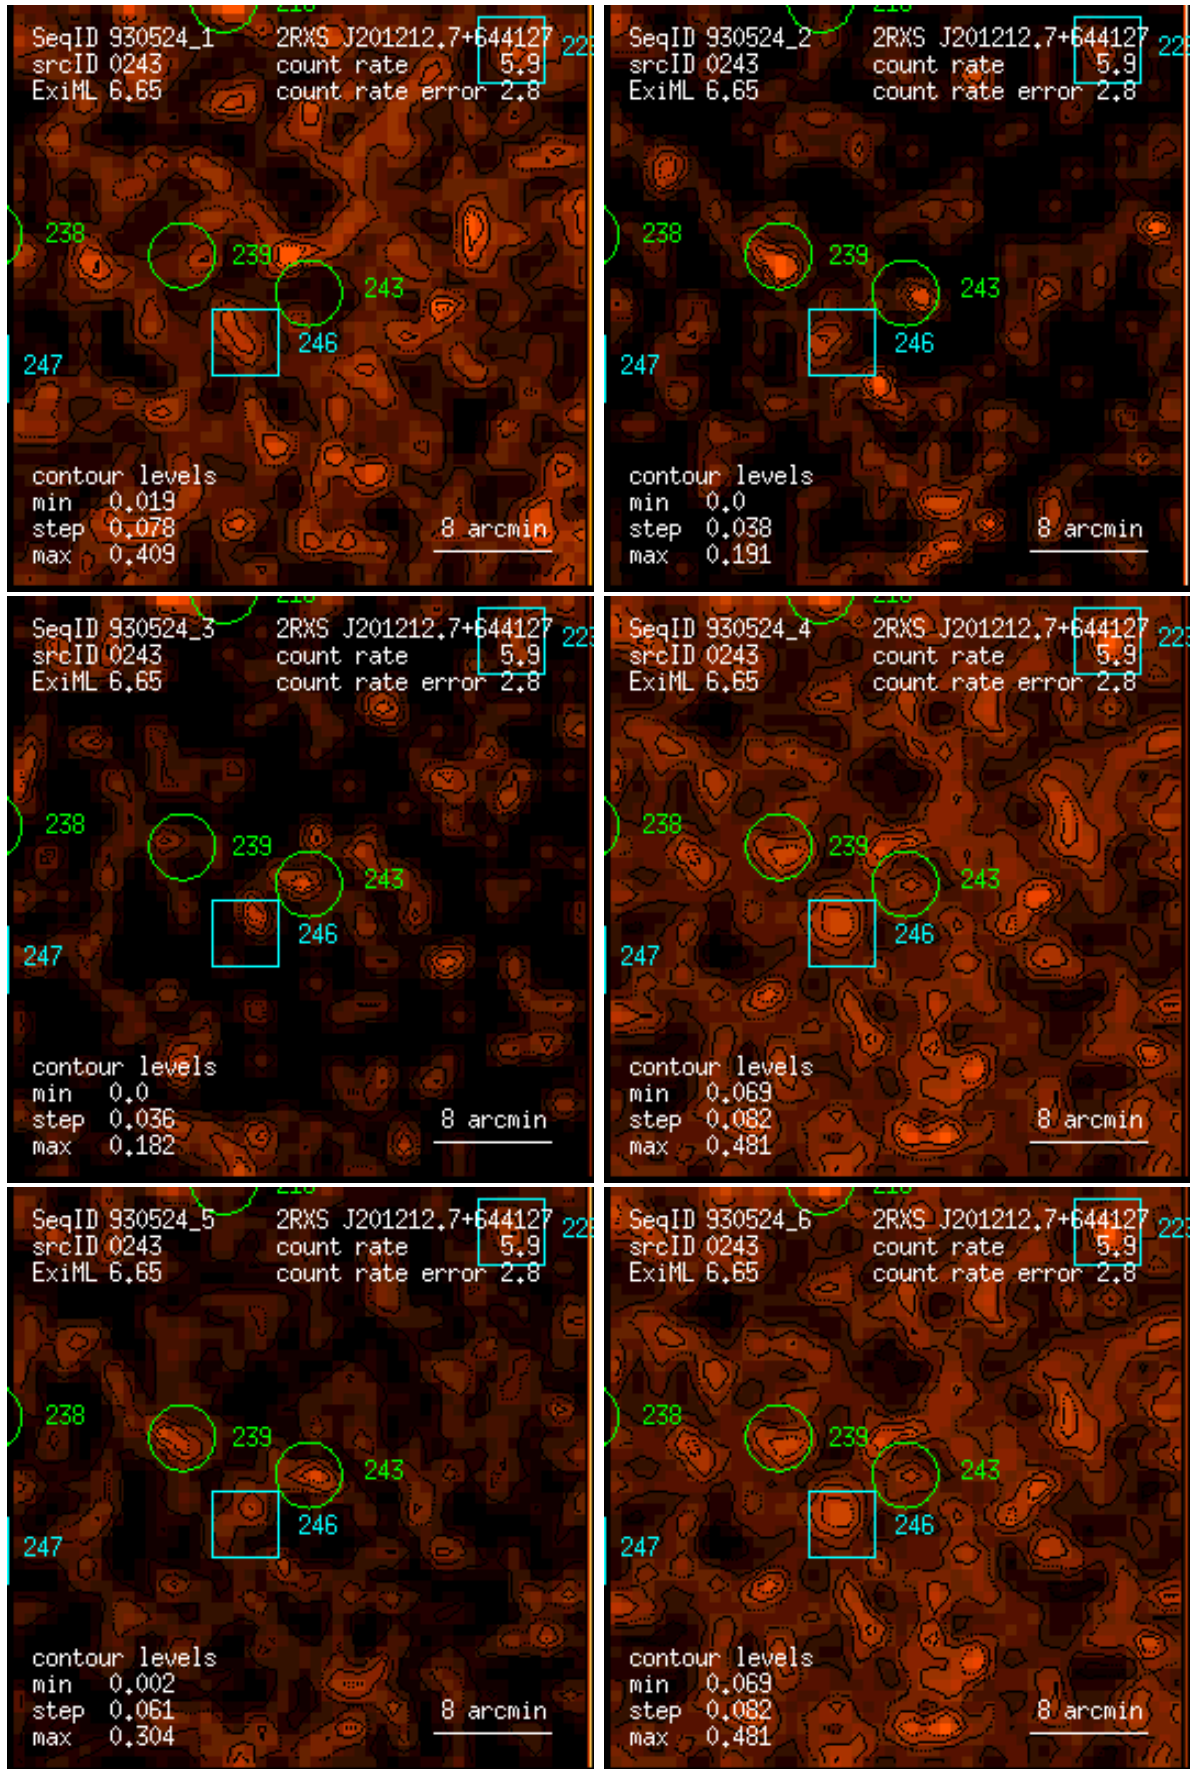 218
SeqID 930524_1 2RXS J201212.7+644127
srcID 0243 count rate 5.9
ExiML 6.65 count rate error 2.8
238
239
243
246
247
contour levels
min 0.019
step 0.078
max 0.409
8 arcmin
218
SeqID 930524_2 2RXS J201212.7+644127
srcID 0243 count rate 5.9
ExiML 6.65 count rate error 2.8
238
239
243
246
247
contour levels
min 0.0
step 0.038
max 0.191
8 arcmin
SeqID 930524_3 2RXS J201212.7+644127
srcID 0243 count rate 5.9
ExiML 6.65 count rate error 2.8
238
239
243
246
247
contour levels
min 0.0
step 0.036
max 0.182
8 arcmin
SeqID 930524_4 2RXS J201212.7+644127
srcID 0243 count rate 5.9
ExiML 6.65 count rate error 2.8
238
239
243
246
247
contour levels
min 0.069
step 0.082
max 0.481
8 arcmin
SeqID 930524_5 2RXS J201212.7+644127
srcID 0243 count rate 5.9
ExiML 6.65 count rate error 2.8
238
239
243
246
247
contour levels
min 0.002
step 0.061
max 0.304
8 arcmin
SeqID 930524_6 2RXS J201212.7+644127
srcID 0243 count rate 5.9
ExiML 6.65 count rate error 2.8
238
239
243
246
247
contour levels
min 0.069
step 0.082
max 0.481
8 arcmin